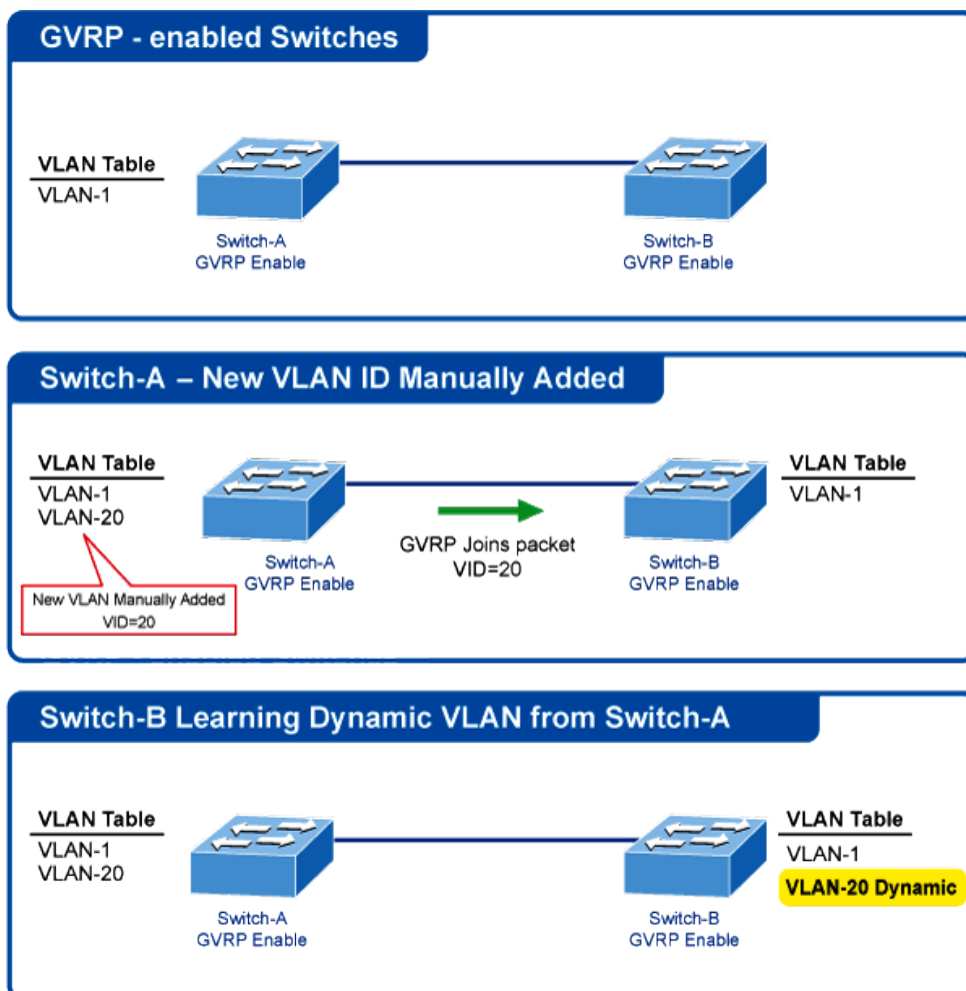 GVRP - enabled Switches
VLAN Table
VLAN-1
Switch-A
GVRP Enable
Switch-B
GVRP Enable
Switch-A – New VLAN ID Manually Added
VLAN Table
VLAN-1
VLAN-20
New VLAN Manually Added
VID=20
Switch-A
GVRP Enable
GVRP Joins packet
VID=20
Switch-B
GVRP Enable
VLAN Table
VLAN-1
Switch-B Learning Dynamic VLAN from Switch-A
VLAN Table
VLAN-1
VLAN-20
Switch-A
GVRP Enable
Switch-B
GVRP Enable
VLAN Table
VLAN-1
VLAN-20 Dynamic